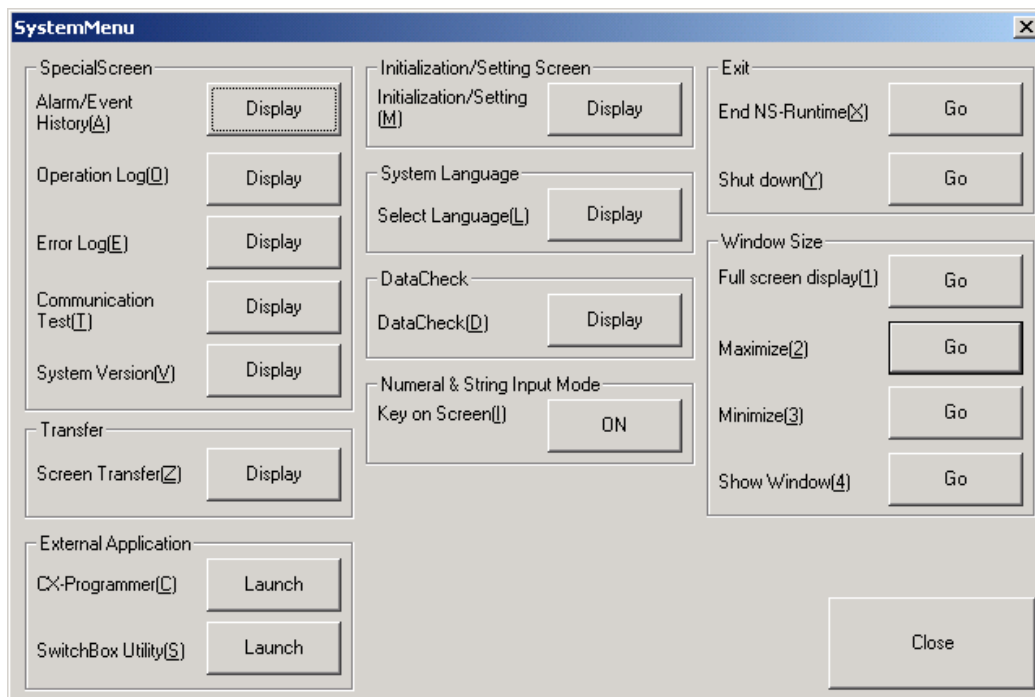 SystemMenu
SpecialScreen
Alarm/Event
History(A)
Display
Operation Log(O)
Display
Error Log(E)
Display
Communication
Test(T)
Display
System Version(V)
Display
Transfer
Screen Transfer(Z)
Display
External Application
CX-Programmer(C)
Launch
SwitchBox Utility(S)
Launch
Initialization/Setting Screen
Initialization/Setting
(M)
Display
System Language
Select Language(L)
Display
DataCheck
DataCheck(D)
Display
Numeral & String Input Mode
Key on Screen(I)
ON
Exit
End NS-Runtime(X)
Go
Shut down(Y)
Go
Window Size
Full screen display(1)
Go
Maximize(2)
Go
Minimize(3)
Go
Show Window(4)
Go
Close